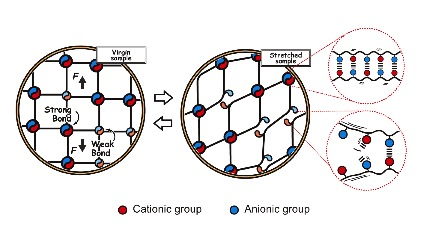 Virgin
sample
Stretched
sample
F
Strong
Bond
F
Weak
Bond
Cationic group
Anionic group